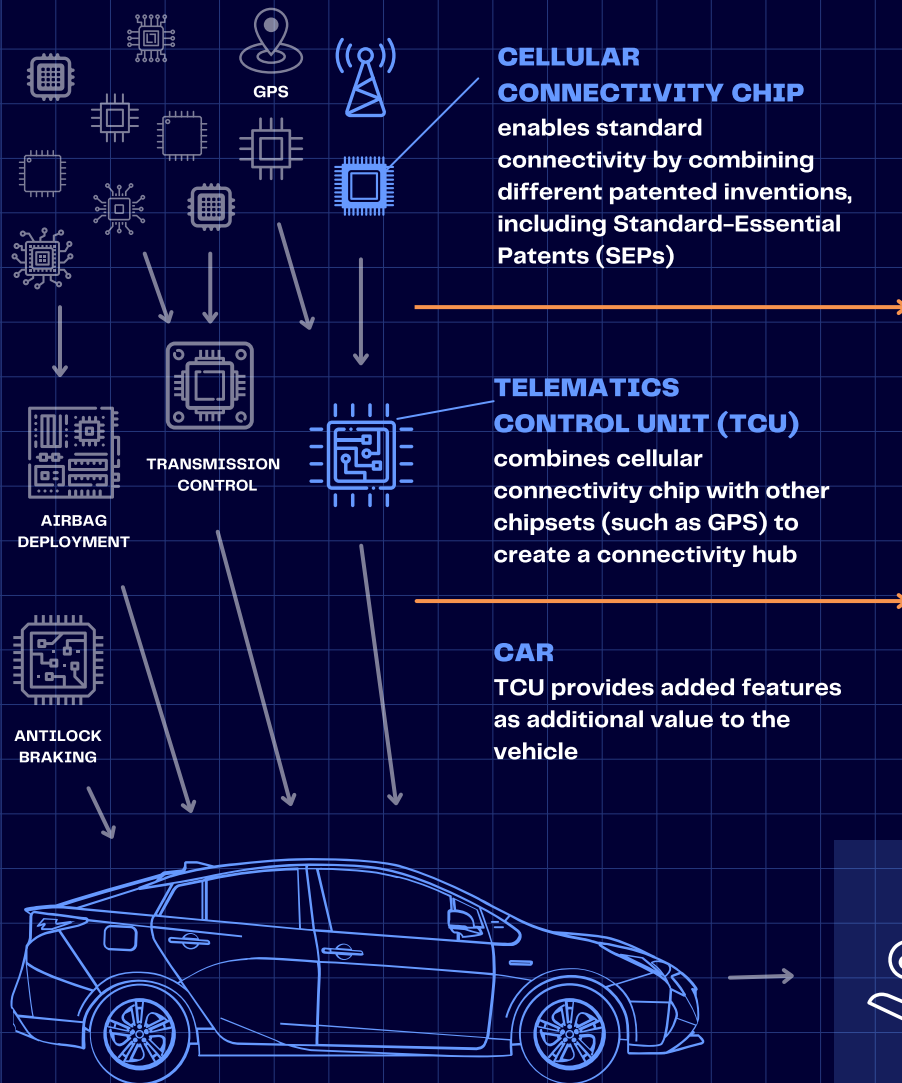 GPS
CELLULAR
CONNECTIVITY CHIP
enables standard
connectivity by combining
different patented inventions,
including Standard-Essential
Patents (SEPs)
TELEMATICS
CONTROL UNIT (TCU)
combines cellular
connectivity chip with other
chipsets (such as GPS) to
create a connectivity hub
TRANSMISSION
CONTROL
AIRBAG
DEPLOYMENT
CAR
TCU provides added features
as additional value to the
vehicle
ANTILOCK
BRAKING